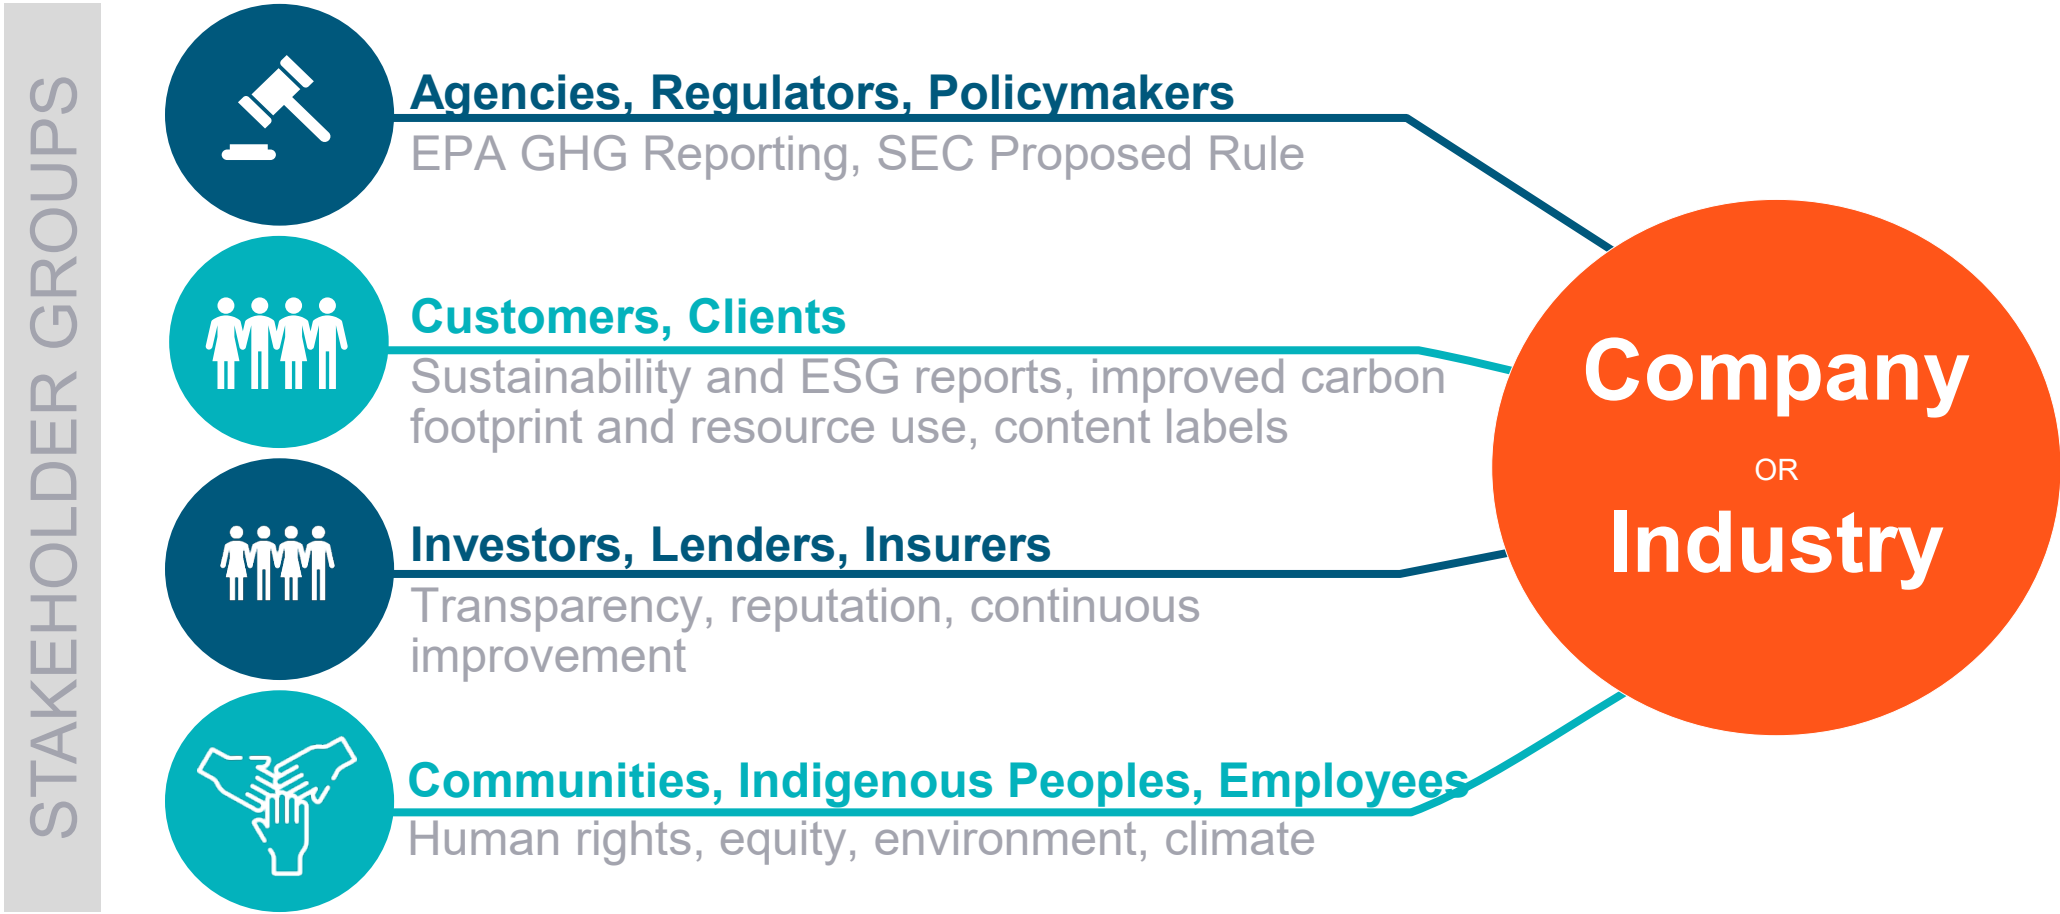 STAKEHOLDER GROUPS
Agencies, Regulators, Policymakers
EPA GHG Reporting, SEC Proposed Rule
Customers, Clients
Sustainability and ESG reports, improved carbon
footprint and resource use, content labels
Investors, Lenders, Insurers
Transparency, reputation, continuous
improvement
Communities, Indigenous Peoples, Employees
Human rights, equity, environment, climate
Company
OR
Industry